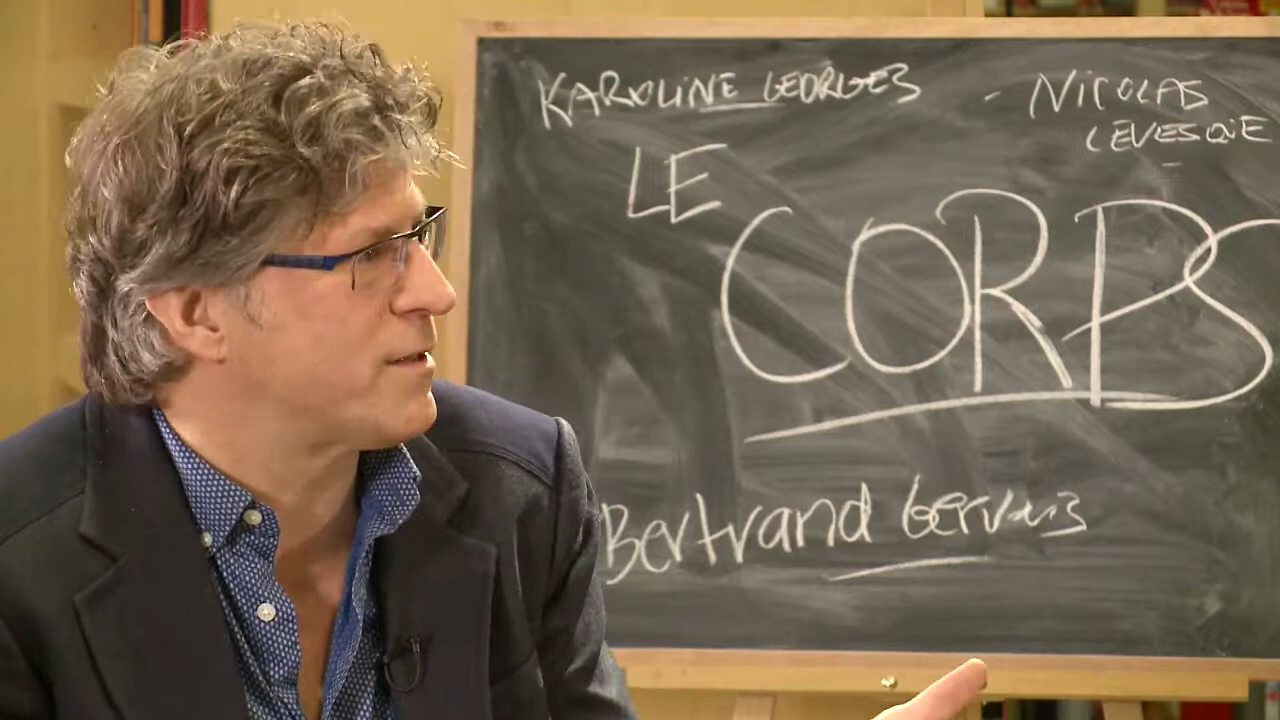 KAROLINE GEORGES
- NICOLAS
LEVESQUE
LE
CORPS
Bertrand Gervais